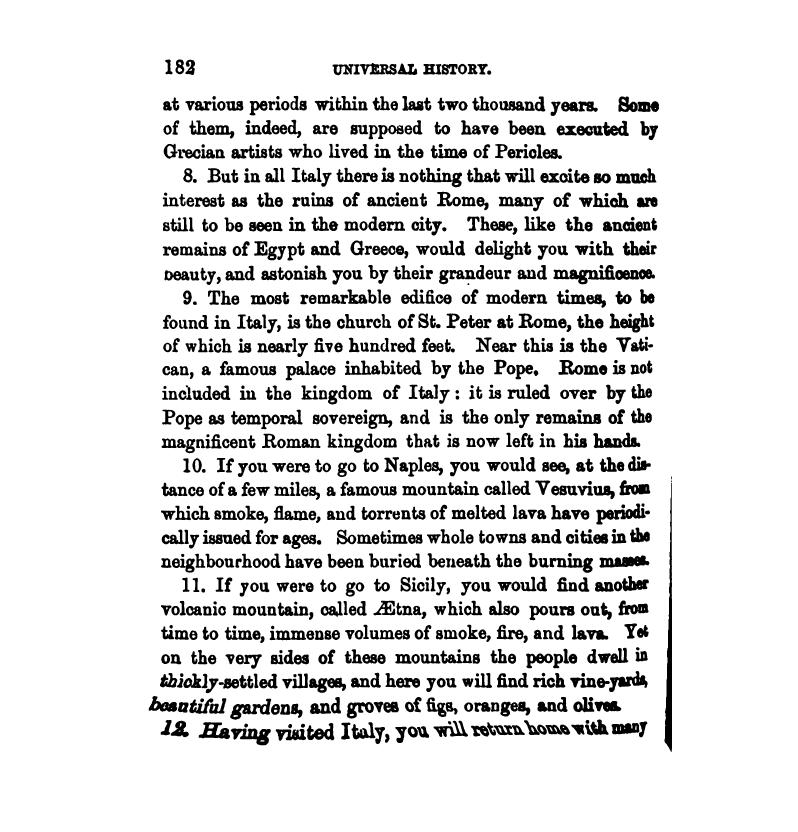 182 UNIVERSAL HISTORY.
at various periods within the last two thousand years. Some
of them, indeed, are supposed to have been executed by
Grecian artists who lived in the time of Pericles.
8. But in all Italy there is nothing that will excite so much
interest as the ruins of ancient Rome, many of which are
still to be seen in the modern city. These, like the ancient
remains of Egypt and Greece, would delight you with their
beauty, and astonish you by their grandeur and magnificence.
9. The most remarkable edifice of modern times, to be
found in Italy, is the church of St. Peter at Rome, the height
of which is nearly five hundred feet. Near this is the Vati-
can, a famous palace inhabited by the Pope. Rome is not
included in the kingdom of Italy: it is ruled over by the
Pope as temporal sovereign, and is the only remains of the
magnificent Roman kingdom that is now left in his hands.
10. If you were to go to Naples, you would see, at the dis-
tance of a few miles, a famous mountain called Vesuvius, from
which smoke, flame, and torrents of melted lava have periodi-
cally issued for ages. Sometimes whole towns and cities in the
neighbourhood have been buried beneath the burning masses.
11. If you were to go to Sicily, you would find another
volcanic mountain, called Ætna, which also pours out, from
time to time, immense volumes of smoke, fire, and lava. Yet
on the very sides of these mountains the people dwell in
thickly-settled villages, and here you will find rich vine-yards,
beautiful gardens, and groves of figs, oranges, and olives.
12. Having visited Italy, you will return home with many